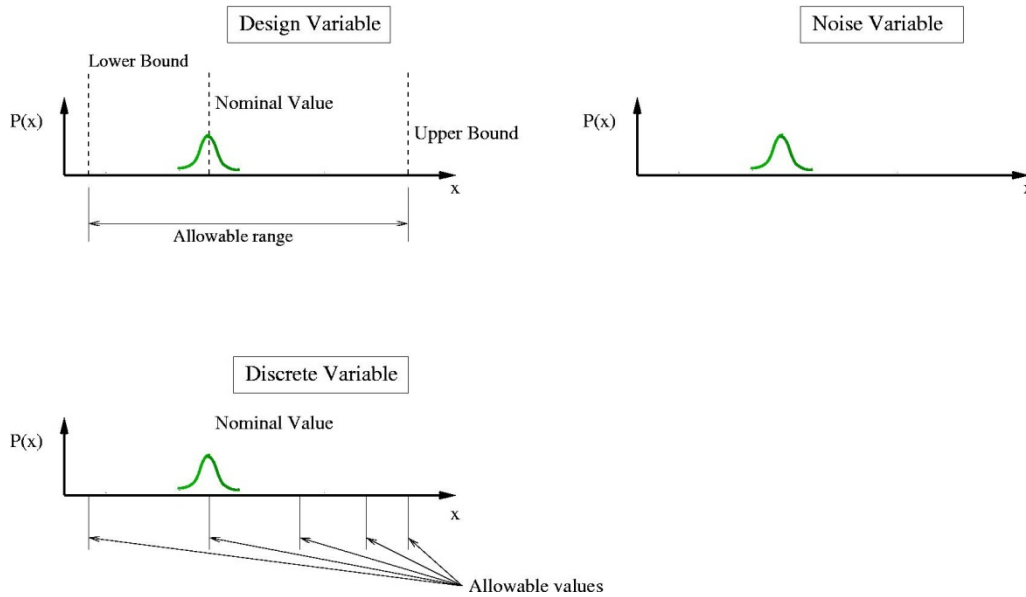 Design Variable
Lower Bound
Nominal Value
P(x)
Upper Bound
x
Allowable range
Noise Variable
P(x)
x
Discrete Variable
Nominal Value
P(x)
x
Allowable values